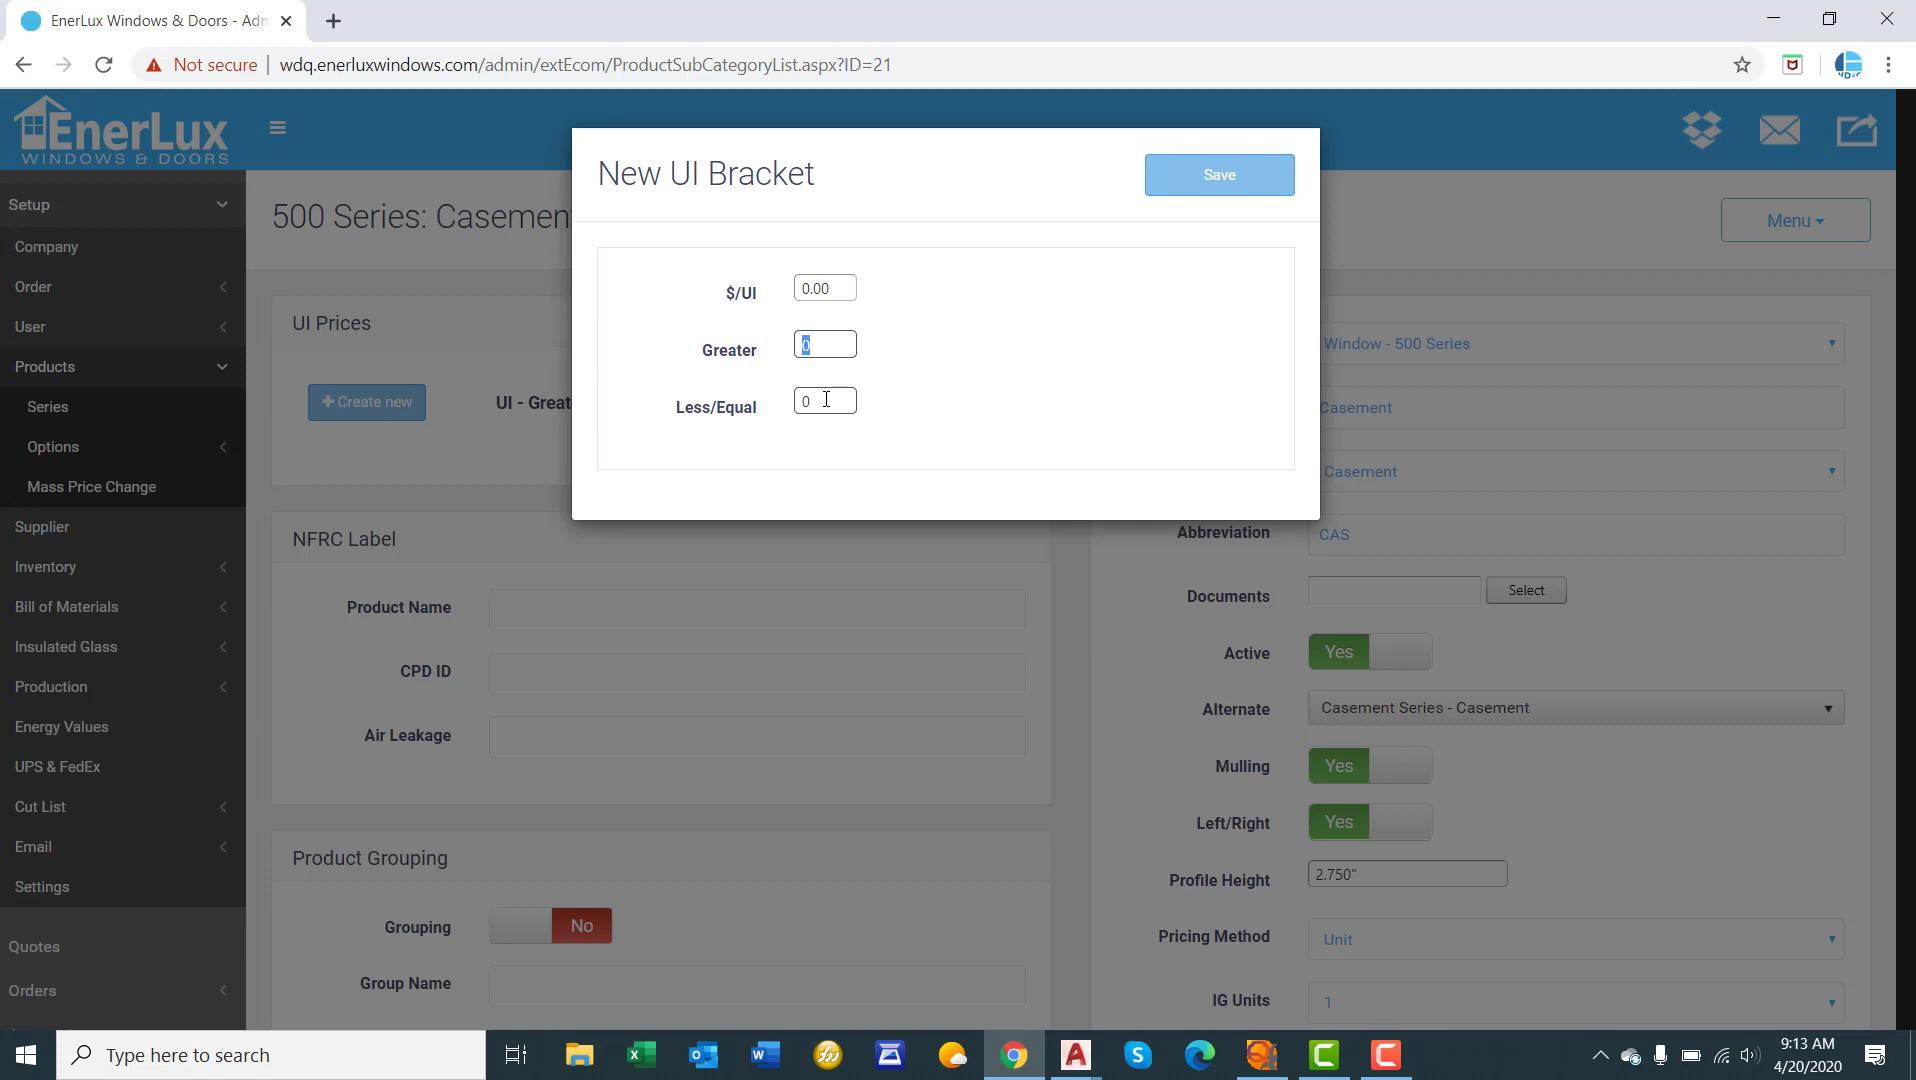 EnerLux Windows & Doors - Adm
Not secure
wdq.enerluxwindows.com/admin/extEcom/ProductSubCategoryList.aspx?ID=21
EnerLux
WINDOWS & DOORS
New UI Bracket
Save
$/UI
0.00
Greater
0
Less/Equal
0
Setup
Company
Order
User
Products
Series
Options
Mass Price Change
Supplier
Inventory
Bill of Materials
Insulated Glass
Production
Energy Values
UPS & FedEx
Cut List
Email
Settings
Quotes
Orders
500 Series: Casement
Menu
UI Prices
Create new
UI - Great
NFRC Label
Product Name
CPD ID
Air Leakage
Product Grouping
Grouping
No
Group Name
Window - 500 Series
Casement
Casement
Abbreviation
CAS
Documents
Select
Active
Yes
Alternate
Casement Series - Casement
Mulling
Yes
Left/Right
Yes
Profile Height
2.750"
Pricing Method
Unit
IG Units
1
Type here to search
9:13 AM
4/20/2020